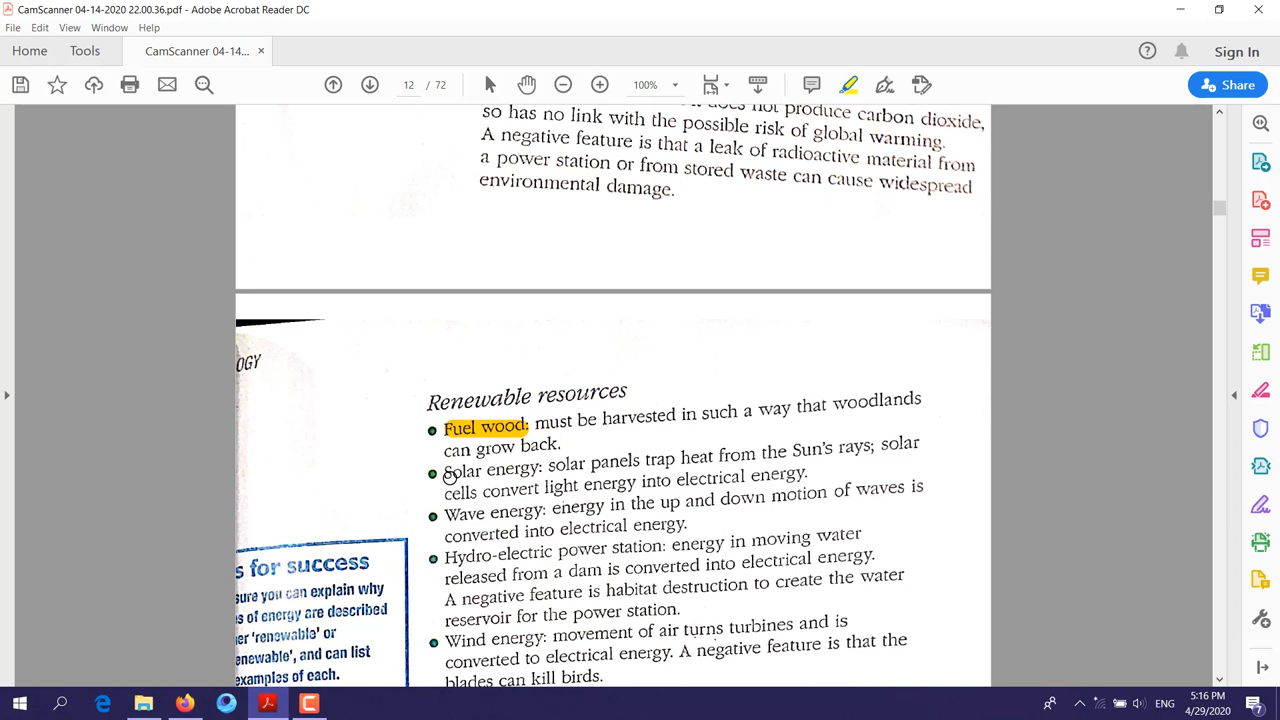 CamScanner 04-14-2020 22.00.36.pdf - Adobe Acrobat Reader DC
File Edit View Window Help
Home Tools CamScanner 04-14... × Sign In
12 / 72 100% Share
does not produce carbon dioxide,
so has no link with the possible risk of global warming.
A negative feature is that a leak of radioactive material from
a power station or from stored waste can cause widespread
environmental damage.
OGY
Renewable resources
Fuel wood: must be harvested in such a way that woodlands
can grow back.
Solar energy: solar panels trap heat from the Sun's rays; solar
cells convert light energy into electrical energy.
Wave energy: energy in the up and down motion of waves is
converted into electrical energy.
Hydro-electric power station: energy in moving water
released from a dam is converted into electrical energy.
A negative feature is habitat destruction to create the water
reservoir for the power station.
Wind energy: movement of air turns turbines and is
converted to electrical energy. A negative feature is that the
blades can kill birds.
s for success
sure you can explain why
es of energy are described
er 'renewable' or
enewable', and can list
examples of each.
ENG
5:16 PM
4/29/2020
7